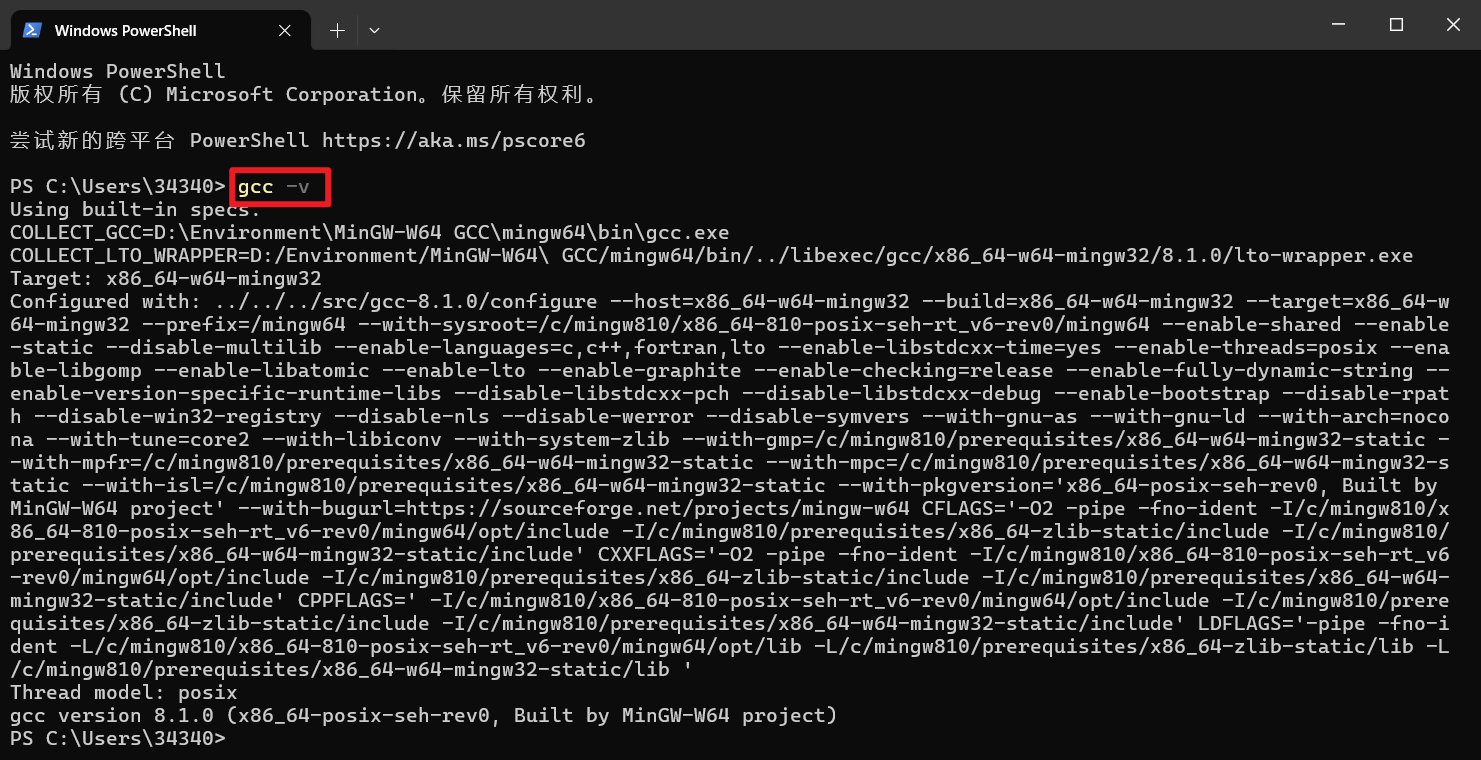 Windows PowerShell
Windows PowerShell
版权所有 (C) Microsoft Corporation。保留所有权利。
尝试新的跨平台 PowerShell https://aka.ms/pscore6
PS C:\Users\34340> gcc -v
Using built-in specs.
COLLECT_GCC=D:\Environment\MinGW-W64 GCC\mingw64\bin\gcc.exe
COLLECT_LTO_WRAPPER=D:/Environment/MinGW-W64\ GCC/mingw64/bin/../libexec/gcc/x86_64-w64-mingw32/8.1.0/lto-wrapper.exe
Target: x86_64-w64-mingw32
Configured with: ../../../src/gcc-8.1.0/configure --host=x86_64-w64-mingw32 --build=x86_64-w64-mingw32 --target=x86_64-w
64-mingw32 --prefix=/mingw64 --with-sysroot=/c/mingw810/x86_64-810-posix-seh-rt_v6-rev0/mingw64 --enable-shared --enable
-static --disable-multilib --enable-languages=c,c++,fortran,lto --enable-libstdcxx-time=yes --enable-threads=posix --ena
ble-libgomp --enable-libatomic --enable-lto --enable-graphite --enable-checking=release --enable-fully-dynamic-string --
enable-version-specific-runtime-libs --disable-libstdcxx-pch --disable-libstdcxx-debug --enable-bootstrap --disable-rpat
h --disable-win32-registry --disable-nls --disable-werror --disable-symvers --with-gnu-as --with-gnu-ld --with-arch=noco
na --with-tune=core2 --with-libiconv --with-system-zlib --with-gmp=/c/mingw810/prerequisites/x86_64-w64-mingw32-static -
-with-mpfr=/c/mingw810/prerequisites/x86_64-w64-mingw32-static --with-mpc=/c/mingw810/prerequisites/x86_64-w64-mingw32-s
tatic --with-isl=/c/mingw810/prerequisites/x86_64-w64-mingw32-static --with-pkgversion='x86_64-posix-seh-rev0, Built by
MinGW-W64 project' --with-bugurl=https://sourceforge.net/projects/mingw-w64 CFLAGS='-O2 -pipe -fno-ident -I/c/mingw810/x
86_64-810-posix-seh-rt_v6-rev0/mingw64/opt/include -I/c/mingw810/prerequisites/x86_64-zlib-static/include -I/c/mingw810/
prerequisites/x86_64-w64-mingw32-static/include' CXXFLAGS='-O2 -pipe -fno-ident -I/c/mingw810/x86_64-810-posix-seh-rt_v6
-rev0/mingw64/opt/include -I/c/mingw810/prerequisites/x86_64-zlib-static/include -I/c/mingw810/prerequisites/x86_64-w64-
mingw32-static/include' CPPFLAGS=' -I/c/mingw810/x86_64-810-posix-seh-rt_v6-rev0/mingw64/opt/include -I/c/mingw810/prere
quisites/x86_64-zlib-static/include -I/c/mingw810/prerequisites/x86_64-w64-mingw32-static/include' LDFLAGS='-pipe -fno-i
dent -L/c/mingw810/x86_64-810-posix-seh-rt_v6-rev0/mingw64/opt/lib -L/c/mingw810/prerequisites/x86_64-zlib-static/lib -L
/c/mingw810/prerequisites/x86_64-w64-mingw32-static/lib '
Thread model: posix
gcc version 8.1.0 (x86_64-posix-seh-rev0, Built by MinGW-W64 project)
PS C:\Users\34340>